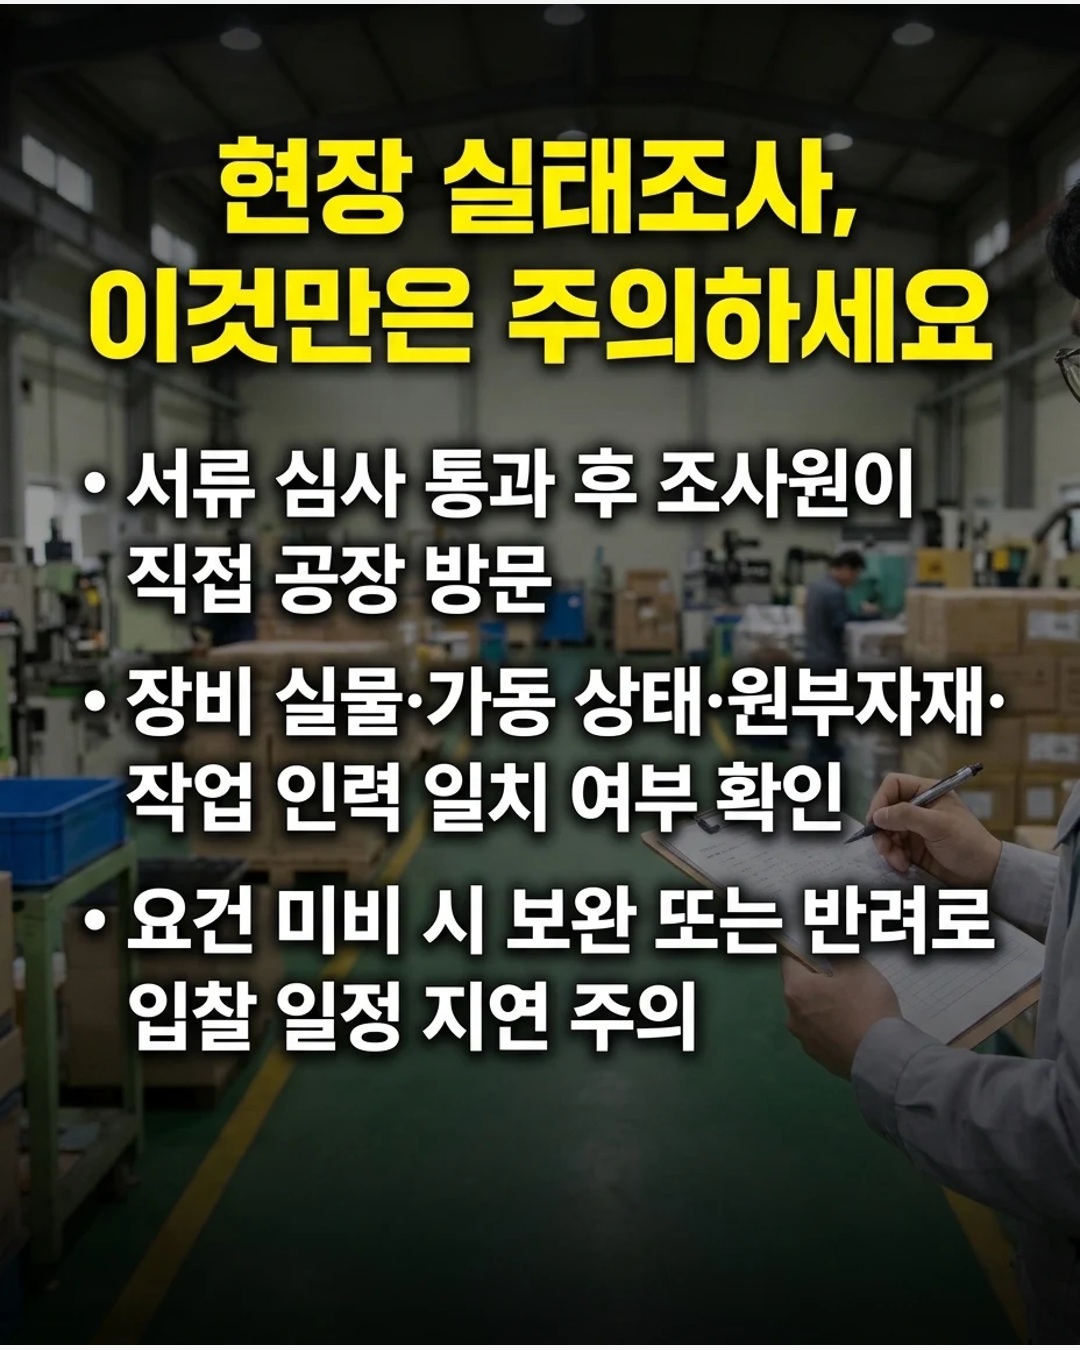 현장 실태조사,
이것만은 주의하세요
• 서류 심사 통과 후 조사원이
직접 공장 방문
• 장비 실물·가동 상태·원부자재·
작업 인력 일치 여부 확인
• 요건 미비 시 보완 또는 반려로
입찰 일정 지연 주의